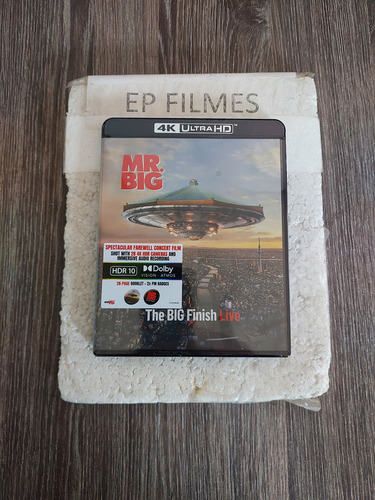 EP FILMES
4K ULTRA HD
MR.
BIG
SPECTACULAR FAREWELL CONCERT FILM
SHOT WITH 28 4K HDR CAMERAS AND
IMMERSIVE AUDIO RECORDING
HDR 10
Dolby
VISION · ATMOS
28-PAGE BOOKLET • 2x PIN BADGES
The BIG Finish Live